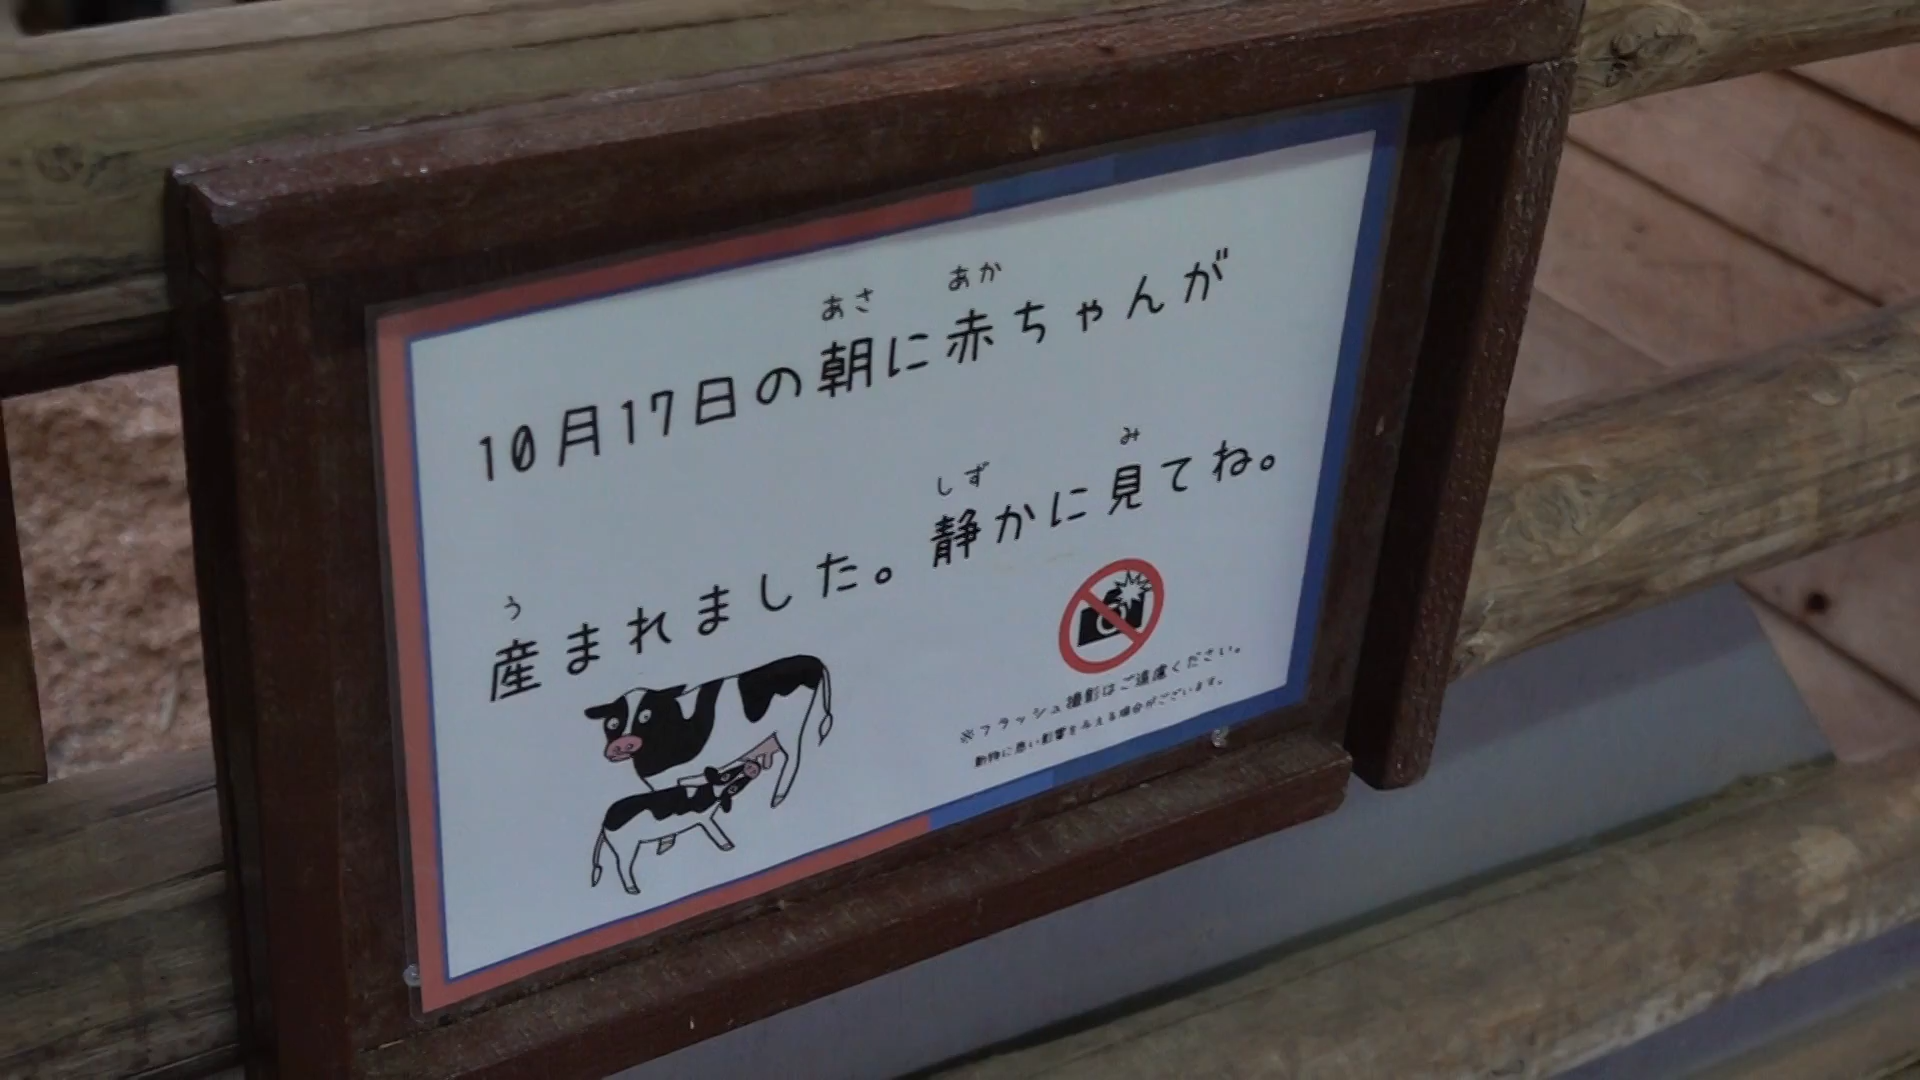 あさ あか
10月17日の朝に赤ちゃんが
う しず み
産まれました。静かに見てね。
※フラッシュ撮影はご遠慮ください。
動物に悪い影響を与える場合がございます。